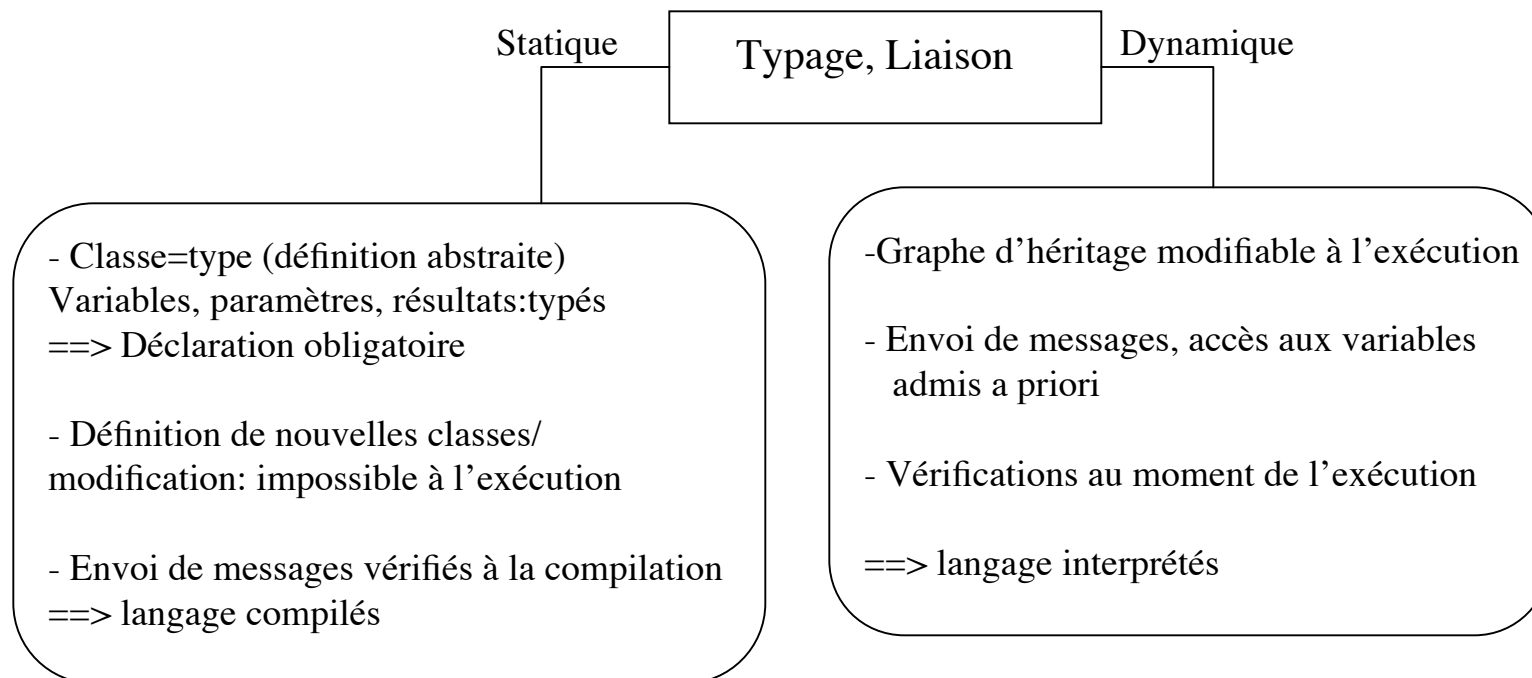 Statique
Typage, Liaison
Dynamique
- Classe=type (définition abstraite)
Variables, paramètres, résultats:typés
==> Déclaration obligatoire
- Définition de nouvelles classes/
modification: impossible à l’exécution
- Envoi de messages vérifiés à la compilation
==> langage compilés
-Graphe d’héritage modifiable à l’exécution
- Envoi de messages, accès aux variables
admis a priori
- Vérifications au moment de l’exécution
==> langage interprétés